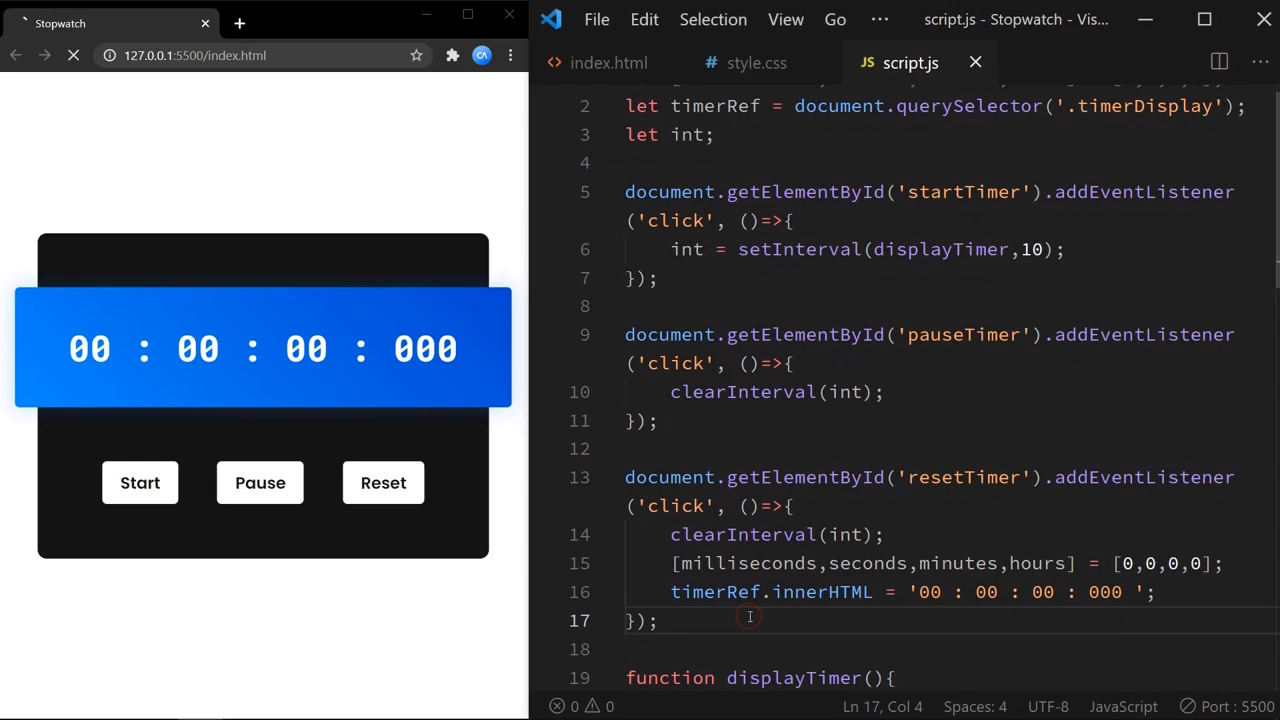 Stopwatch
127.0.0.1:5500/index.html
CA
00 : 00 : 00 : 000
Start
Pause
Reset
File Edit Selection View Go ··· script.js - Stopwatch - Vis...
<> index.html
# style.css
JS script.js
2 let timerRef = document.querySelector('.timerDisplay');
3 let int;
4
5 document.getElementById('startTimer').addEventListener
('click', ()=>{
6 int = setInterval(displayTimer,10);
7 });
8
9 document.getElementById('pauseTimer').addEventListener
('click', ()=>{
10 clearInterval(int);
11 });
12
13 document.getElementById('resetTimer').addEventListener
('click', ()=>{
14 clearInterval(int);
15 [milliseconds,seconds,minutes,hours] = [0,0,0,0];
16 timerRef.innerHTML = '00 : 00 : 00 : 000 ';
17 });
18
19 function displayTimer(){
0 0 Ln 17, Col 4 Spaces: 4 UTF-8 JavaScript Port : 5500